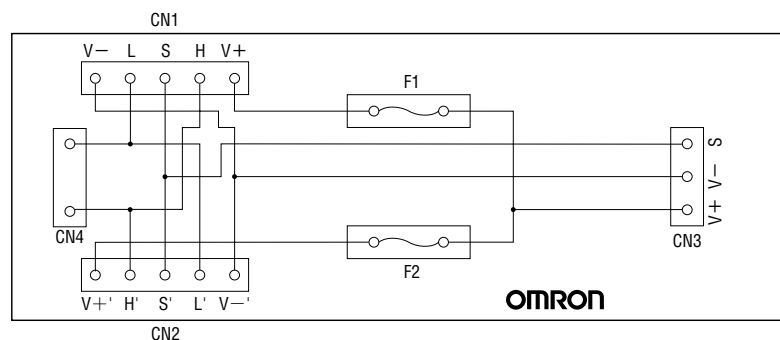 CN1
V− L S H V+
F1
S
V−
V+
CN4
CN3
F2
V+' H' S' L' V−'
OMRON
CN2